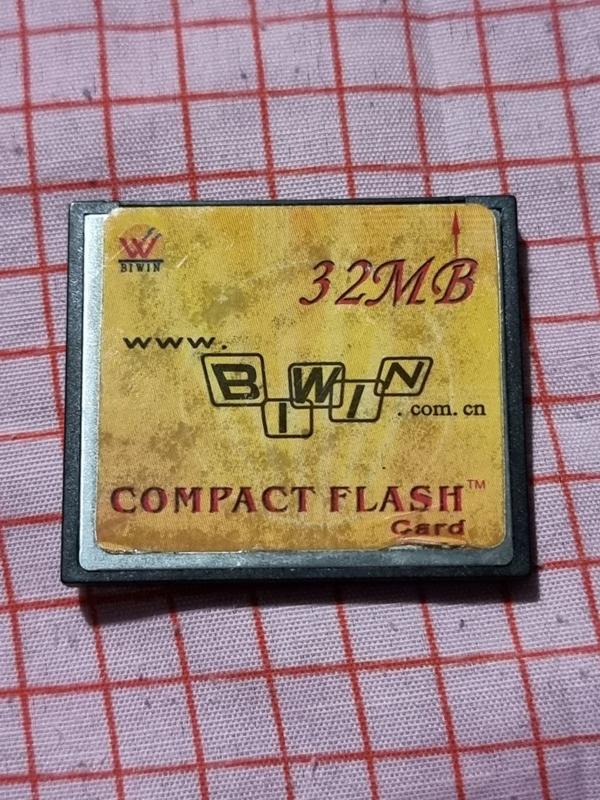 BIWIN
32MB
www.
BIWIN
.com.cn
COMPACT FLASH™
Card